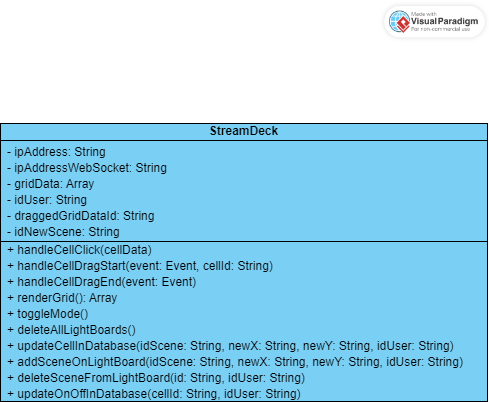 Made with
Visual Paradigm
For non-commercial use
StreamDeck
- ipAddress: String
- ipAddressWebSocket: String
- gridData: Array
- idUser: String
- draggedGridDataId: String
- idNewScene: String
+ handleCellClick(cellData)
+ handleCellDragStart(event: Event, cellId: String)
+ handleCellDragEnd(event: Event)
+ renderGrid(): Array
+ toggleMode()
+ deleteAllLightBoards()
+ updateCellInDatabase(idScene: String, newX: String, newY: String, idUser: String)
+ addSceneOnLightBoard(idScene: String, newX: String, newY: String, idUser: String)
+ deleteSceneFromLightBoard(id: String, idUser: String)
+ updateOnOffInDatabase(cellId: String, idUser: String)